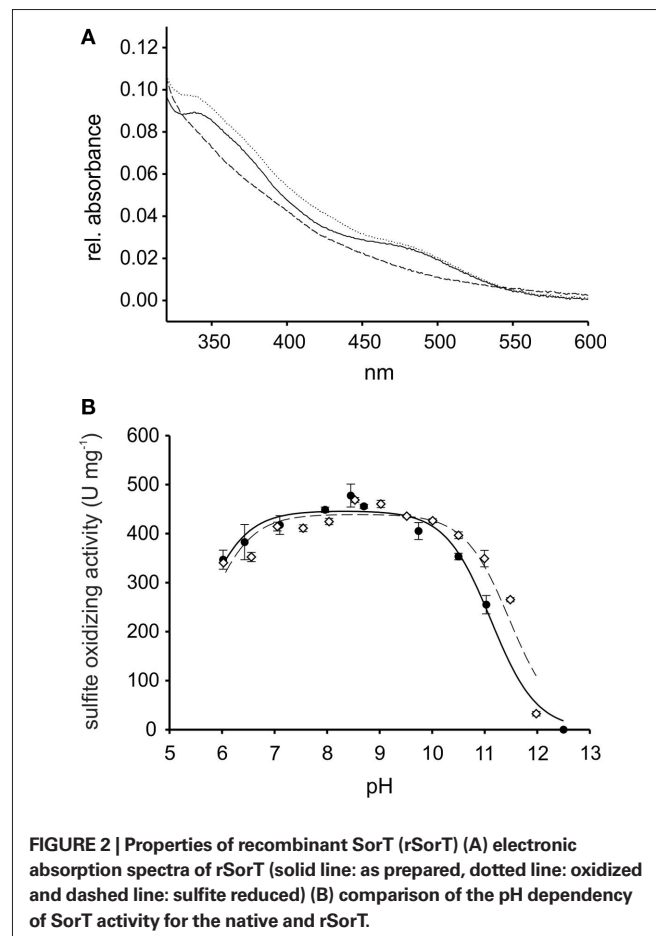 A
0.12
0.10
0.08
0.06
0.04
0.02
0.00
rel. absorbance
350 400 450 500 550 600
nm
B
600
500
400
300
200
100
0
sulfite oxidizing activity (U mg⁻¹)
5 6 7 8 9 10 11 12 13
pH
FIGURE 2 | Properties of recombinant SorT (rSorT) (A) electronic
absorption spectra of rSorT (solid line: as prepared, dotted line: oxidized
and dashed line: sulfite reduced) (B) comparison of the pH dependency
of SorT activity for the native and rSorT.